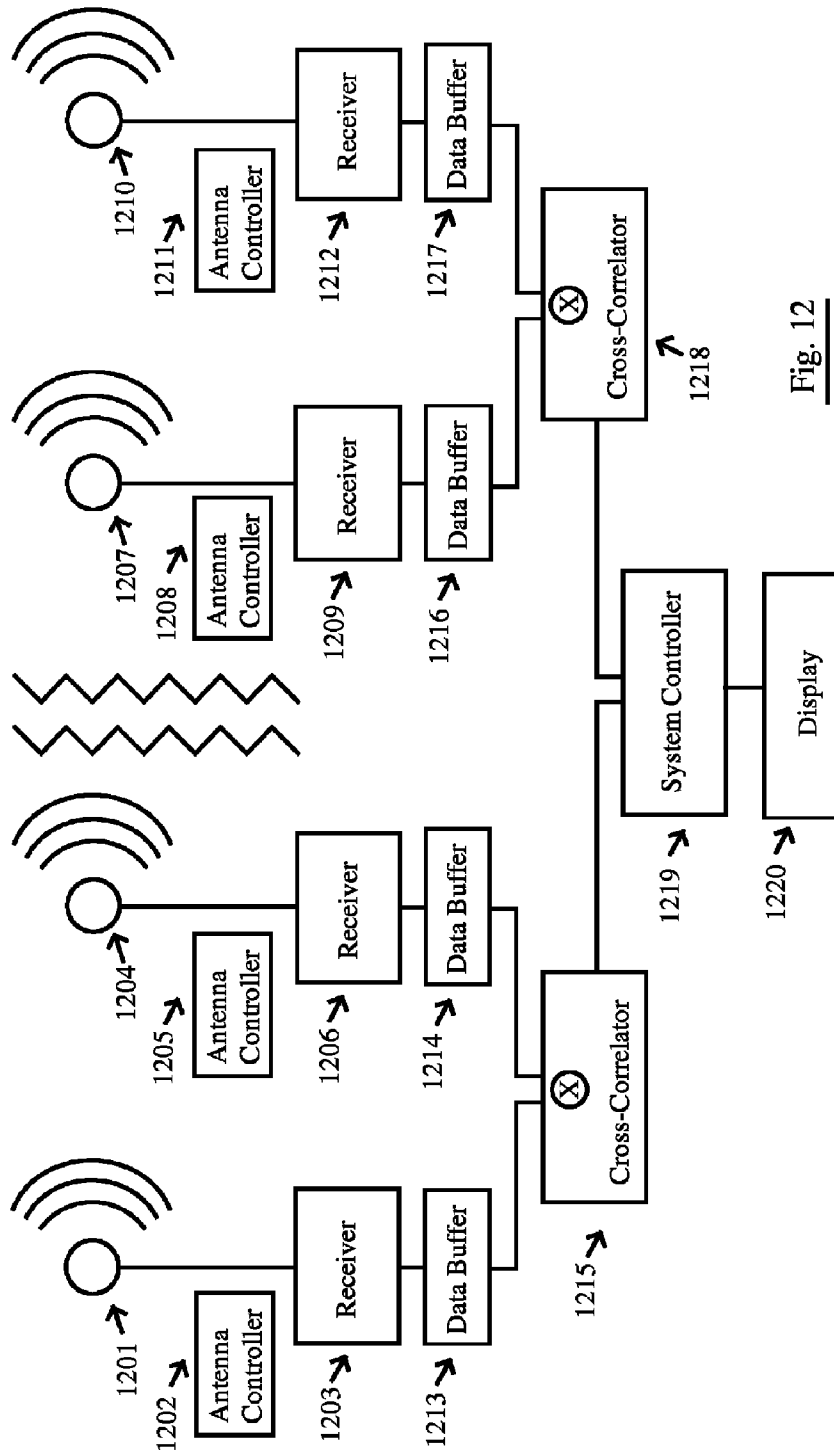 1201
1202
Antenna
Controller
1203
Receiver
1213
Data Buffer
1204
1205
Antenna
Controller
1206
Receiver
1214
Data Buffer
1215
X
Cross-Correlator
1207
1208
Antenna
Controller
1209
Receiver
1216
Data Buffer
1210
1211
Antenna
Controller
1212
Receiver
1217
Data Buffer
X
Cross-Correlator
1218
1219
System Controller
1220
Display
Fig. 12